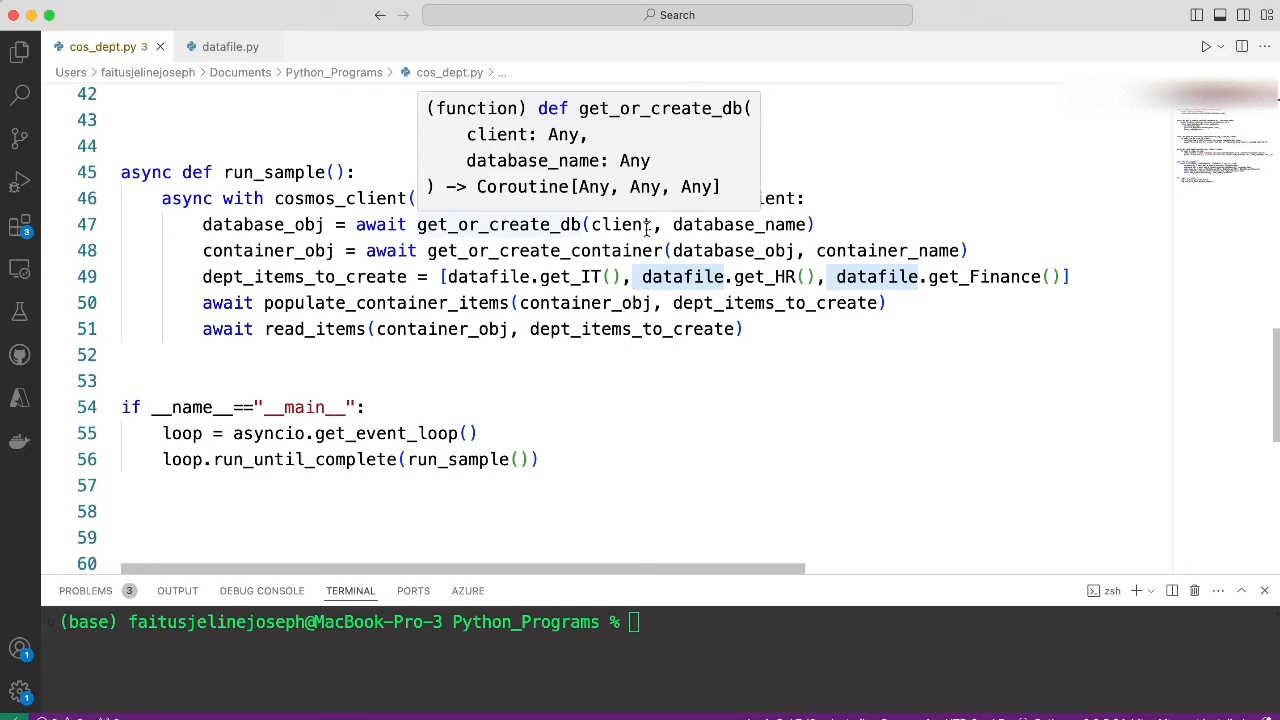 Search
cos_dept.py 3
datafile.py
Users > faitusjelinejoseph > Documents > Python_Programs > cos_dept.py > ...
42
43
44
45 async def run_sample():
46 async with cosmos_client(
ent:
(function) def get_or_create_db(
client: Any,
database_name: Any
) -> Coroutine[Any, Any, Any]
47 database_obj = await get_or_create_db(client, database_name)
48 container_obj = await get_or_create_container(database_obj, container_name)
49 dept_items_to_create = [datafile.get_IT(), datafile.get_HR(), datafile.get_Finance()]
50 await populate_container_items(container_obj, dept_items_to_create)
51 await read_items(container_obj, dept_items_to_create)
52
53
54 if __name__=="__main__":
55 loop = asyncio.get_event_loop()
56 loop.run_until_complete(run_sample())
57
58
59
60
PROBLEMS 3 OUTPUT DEBUG CONSOLE TERMINAL PORTS AZURE
zsh
(base) faitusjelinejoseph@MacBook-Pro-3 Python_Programs %
3
1
1